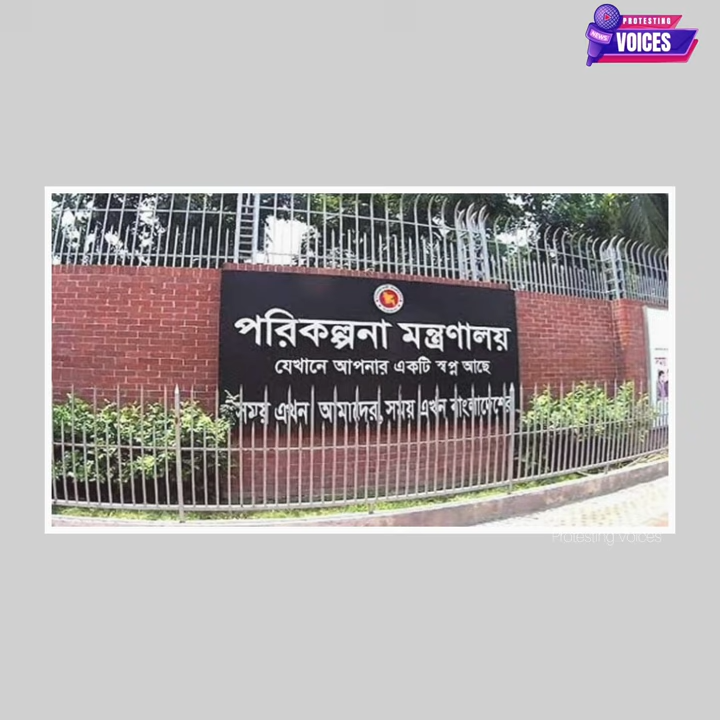 PROTESTING
NEWS
VOICES
পরিকল্পনা মন্ত্রণালয়
যেখানে আপনার একটি স্বপ্ন আছে
সময় এখন আমাদের, সময় এখন বাংলাদেশের
Protesting Voices